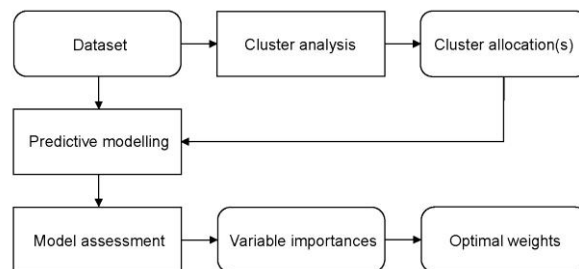 Dataset
Cluster analysis
Cluster allocation(s)
Predictive modelling
Model assessment
Variable importances
Optimal weights